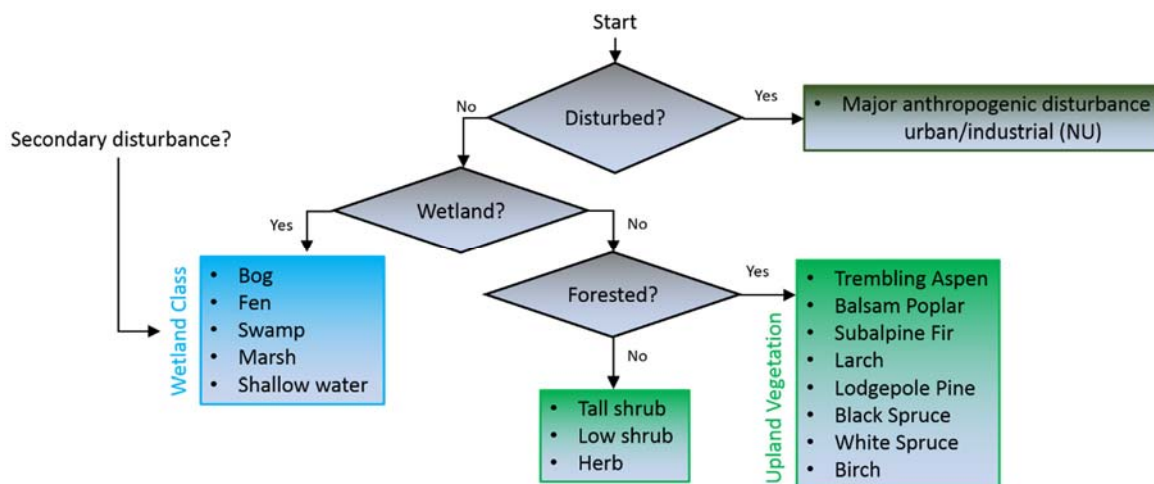 Start
Disturbed?
No
Yes
• Major anthropogenic disturbance
urban/industrial (NU)
Secondary disturbance?
Wetland?
Yes
No
Wetland Class
• Bog
• Fen
• Swamp
• Marsh
• Shallow water
Forested?
Yes
No
• Tall shrub
• Low shrub
• Herb
Upland Vegetation
• Trembling Aspen
• Balsam Poplar
• Subalpine Fir
• Larch
• Lodgepole Pine
• Black Spruce
• White Spruce
• Birch